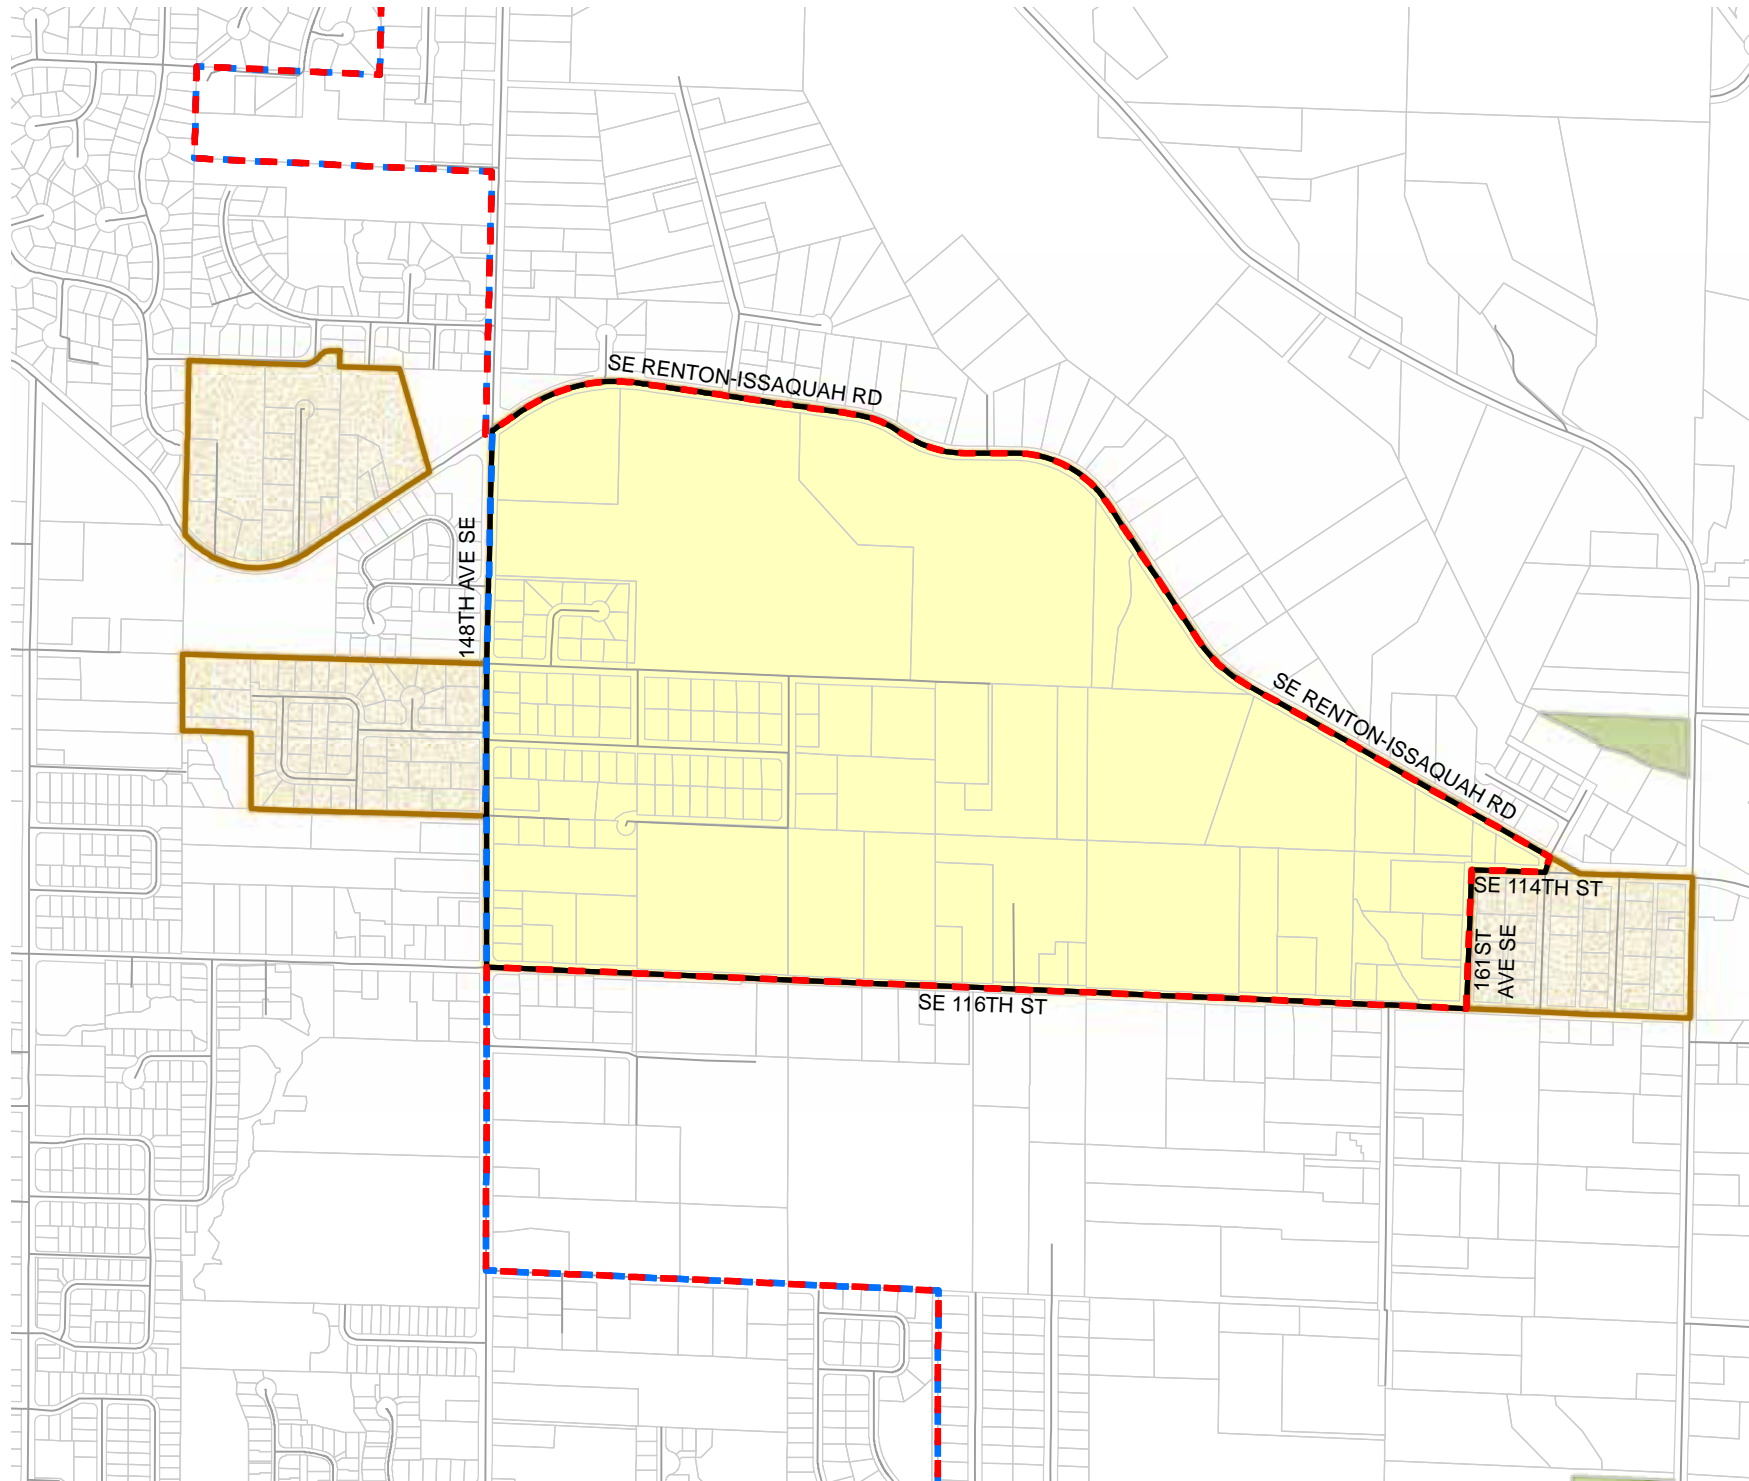 SE RENTON-ISSAQUAH RD
148TH AVE SE
SE RENTON-ISSAQUAH RD
SE 114TH ST
161ST
AVE SE
SE 116TH ST